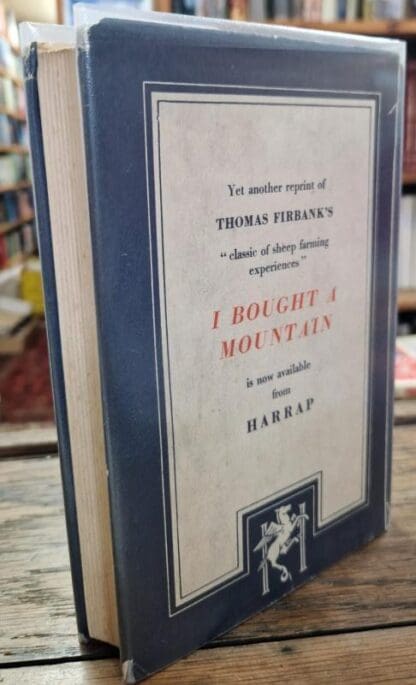 Yet another reprint of
THOMAS FIRBANK'S
"classic of sheep farming
experiences"
I BOUGHT A
MOUNTAIN
is now available
from
HARRAP
H